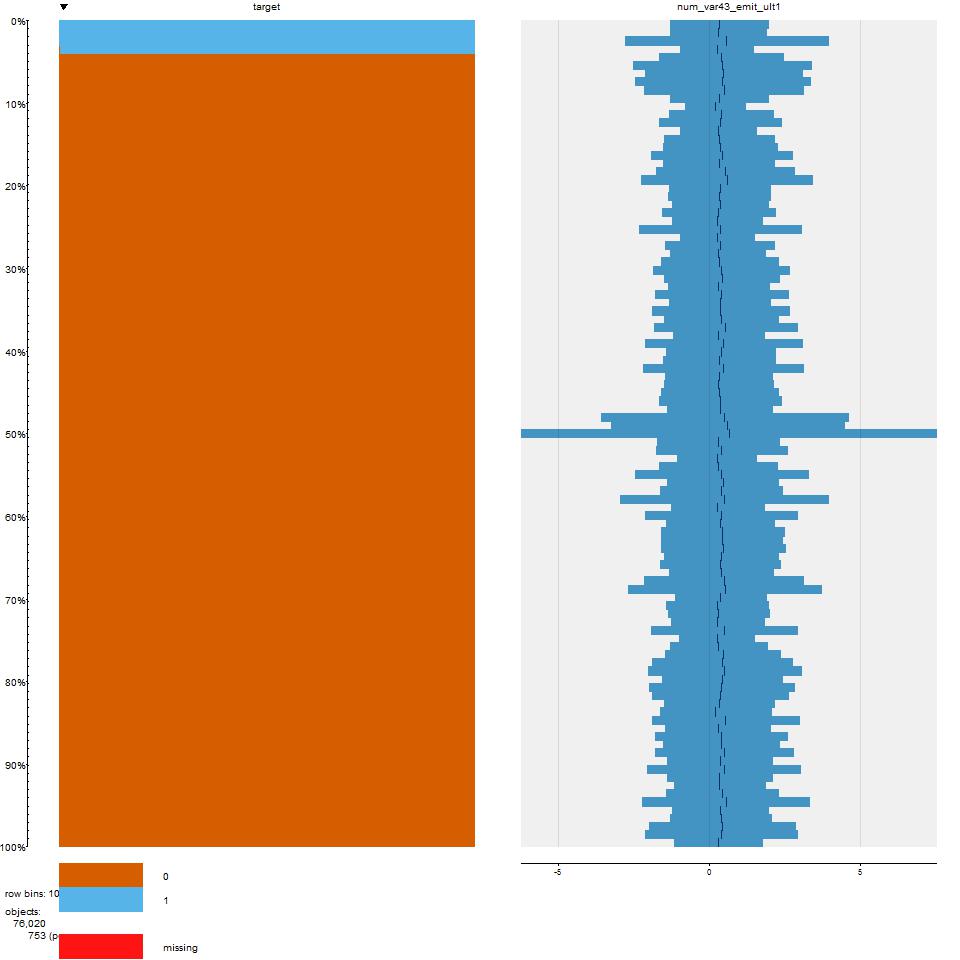 target
num_var43_emit_ult1
0%
10%
20%
30%
40%
50%
60%
70%
80%
90%
100%
-5 0 5
0
row bins: 10
1
objects:
76,020
753 (p
missing